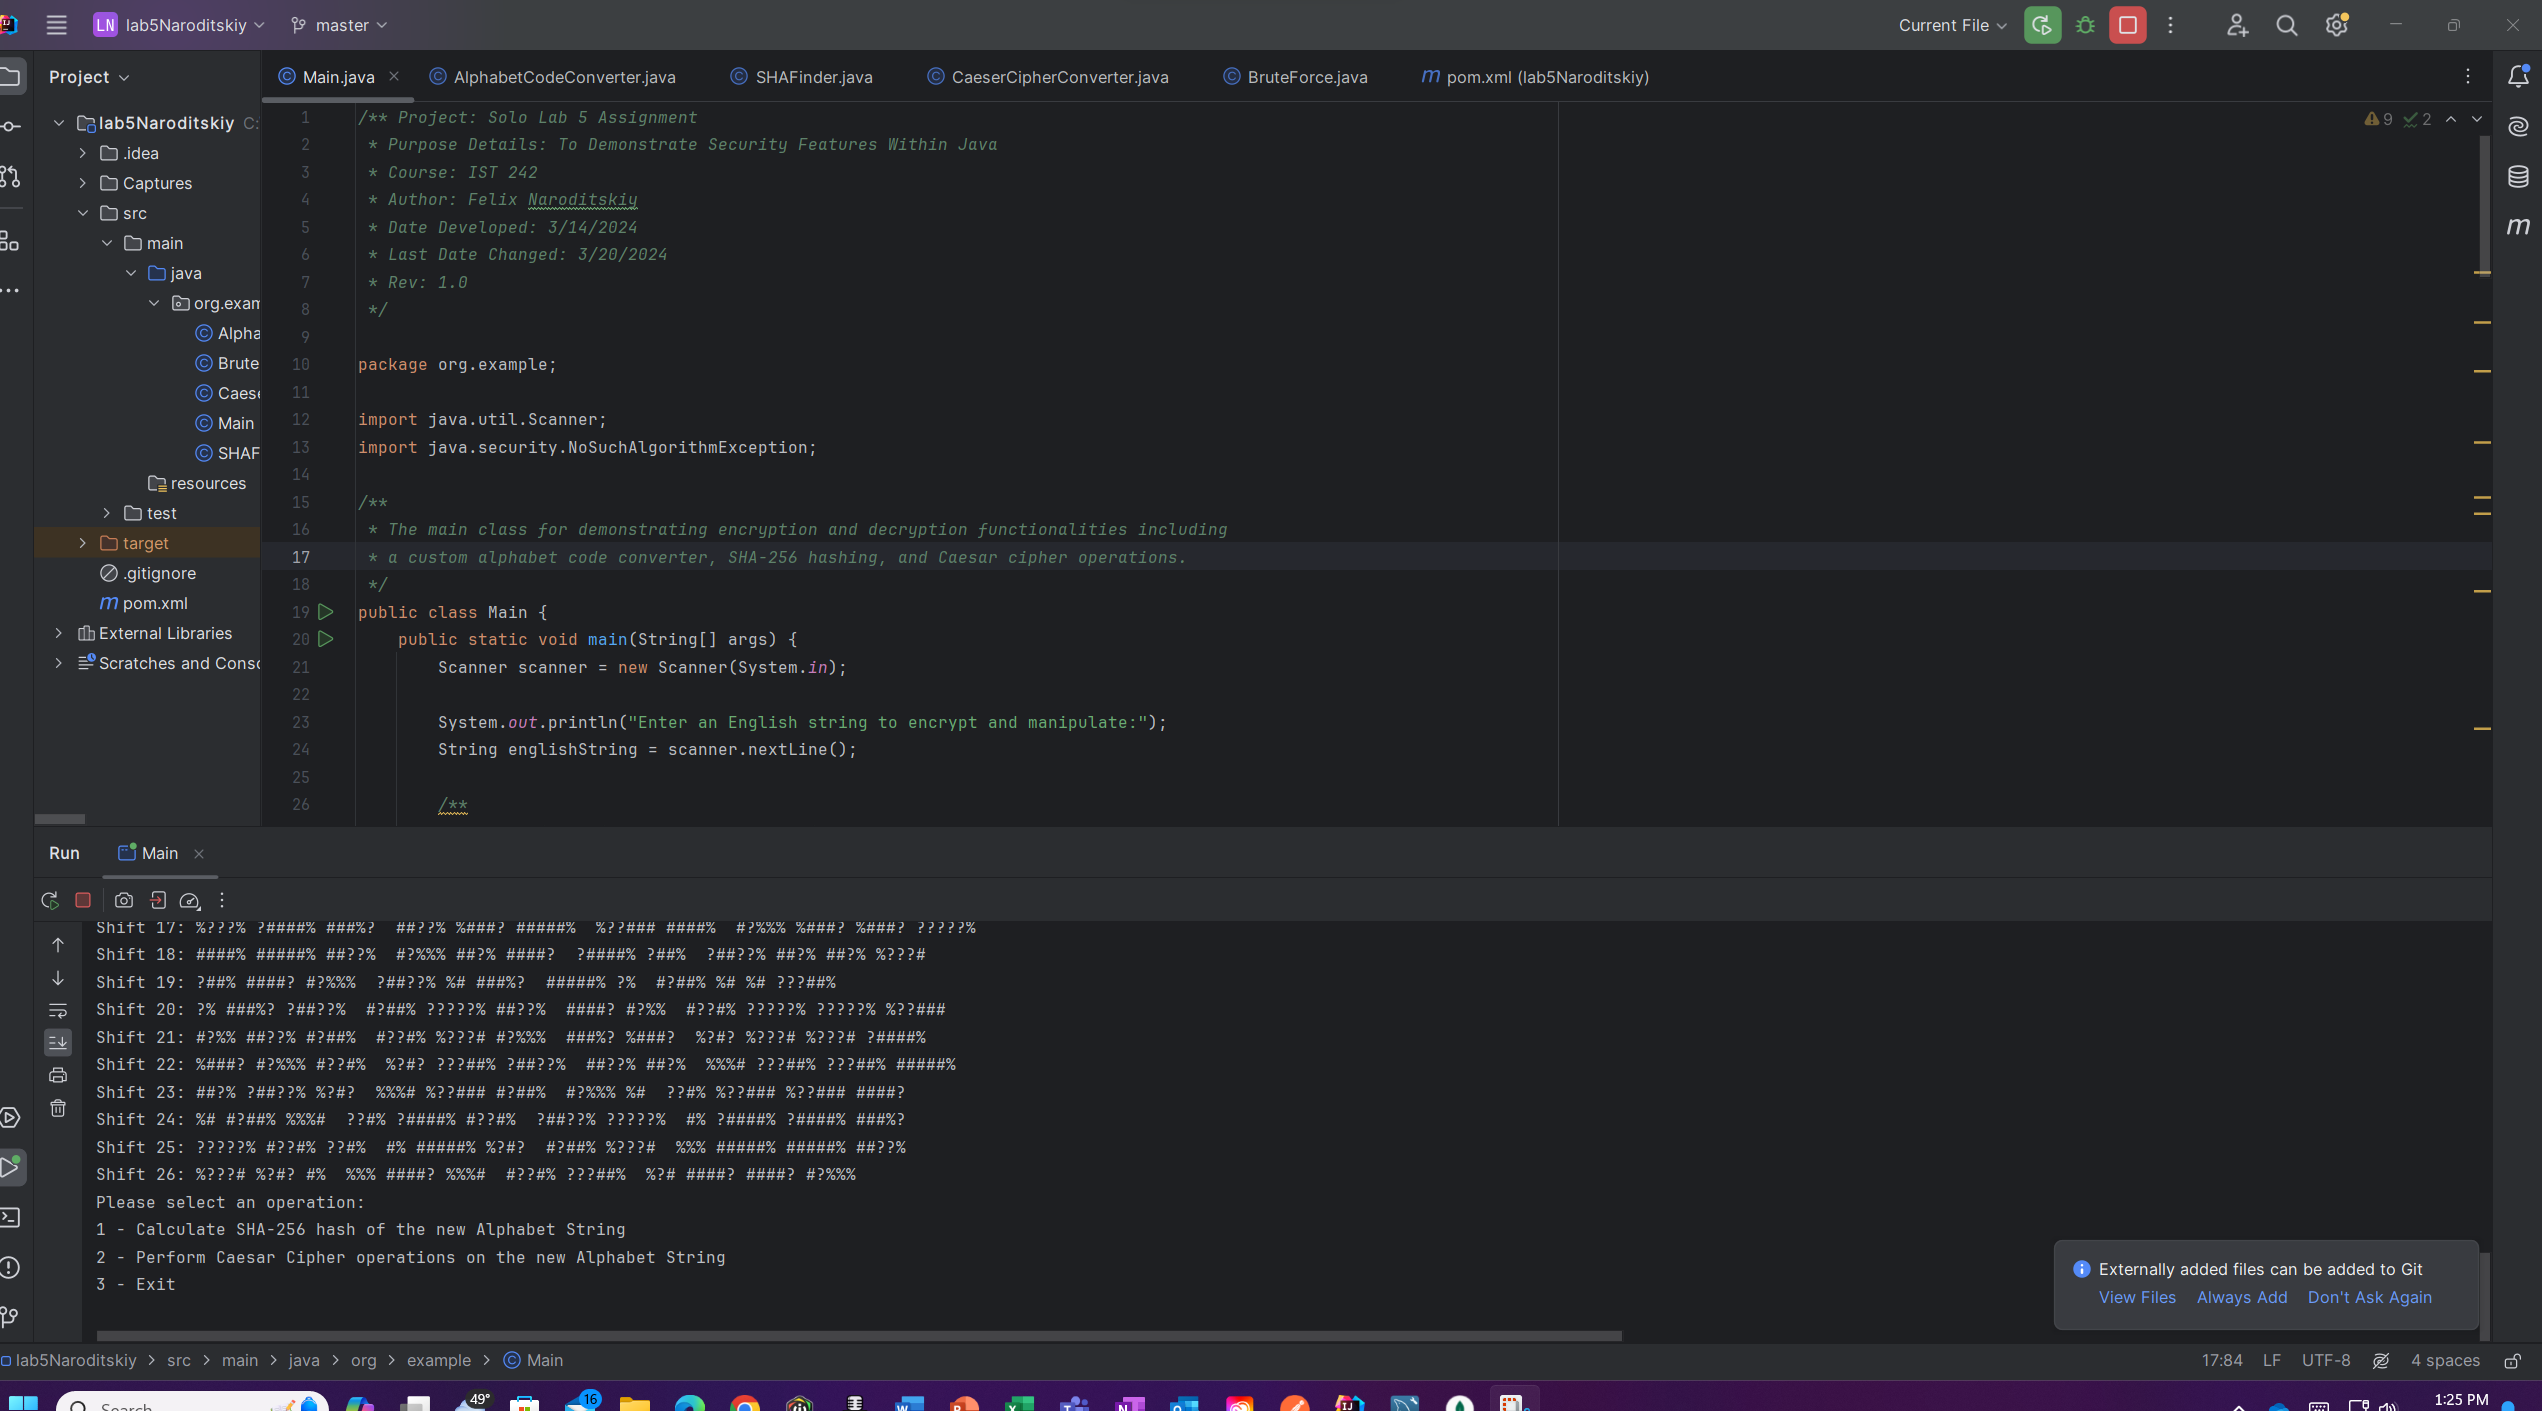 LN lab5Naroditskiy master Current File
Project
Main.java AlphabetCodeConverter.java SHAFinder.java CaeserCipherConverter.java BruteForce.java m pom.xml (lab5Naroditskiy)
lab5Naroditskiy C:
.idea
Captures
src
main
java
org.exam
Alpha
Brute
Caese
Main
SHAF
resources
test
target
.gitignore
m pom.xml
External Libraries
Scratches and Conso
9 2
1 /** Project: Solo Lab 5 Assignment
2 * Purpose Details: To Demonstrate Security Features Within Java
3 * Course: IST 242
4 * Author: Felix Naroditskiy
5 * Date Developed: 3/14/2024
6 * Last Date Changed: 3/20/2024
7 * Rev: 1.0
8 */
9
10 package org.example;
11
12 import java.util.Scanner;
13 import java.security.NoSuchAlgorithmException;
14
15 /**
16 * The main class for demonstrating encryption and decryption functionalities including
17 * a custom alphabet code converter, SHA-256 hashing, and Caesar cipher operations.
18 */
19 public class Main {
20 public static void main(String[] args) {
21 Scanner scanner = new Scanner(System.in);
22
23 System.out.println("Enter an English string to encrypt and manipulate:");
24 String englishString = scanner.nextLine();
25
26 /**
m
Run Main
Shift 17: %???% ?####% ###%?  ##??% %###? #####%  %??### ####%  #?%%% %###? %###? ?????%
Shift 18: ####% #####% ##??%  #?%%% ##?% ####?  ?####% ?##%  ?##??% ##?% ##?% %???#
Shift 19: ?##% ####? #?%%%  ?##??% %# ###%?  #####% ?%  #?##% %# %# ???##%
Shift 20: ?% ###%? ?##??%  #?##% ?????% ##??%  ####? #?%%  #??#% ?????% ?????% %??###
Shift 21: #?%% ##??% #?##%  #??#% %???# #?%%%  ###%? %###?  %?#? %???# %???# ?####%
Shift 22: %###? #?%%% #??#%  %?#? ???##% ?##??%  ##??% ##?%  %%%# ???##% ???##% #####%
Shift 23: ##?% ?##??% %?#?  %%%# %??### #?##%  #?%%% %#  ??#% %??### %??### ####?
Shift 24: %# #?##% %%%#  ??#% ?####% #??#%  ?##??% ?????%  #% ?####% ?####% ###%?
Shift 25: ?????% #??#% ??#%  #% #####% %?#?  #?##% %???#  %%% #####% #####% ##??%
Shift 26: %???# %?#? #%  %%% ####? %%%#  #??#% ???##%  %?# ####? ####? #?%%%
Please select an operation:
1 - Calculate SHA-256 hash of the new Alphabet String
2 - Perform Caesar Cipher operations on the new Alphabet String
3 - Exit
Externally added files can be added to Git
View Files Always Add Don't Ask Again
lab5Naroditskiy > src > main > java > org > example > Main
17:84 LF UTF-8 4 spaces
Search 49° 16 1:25 PM